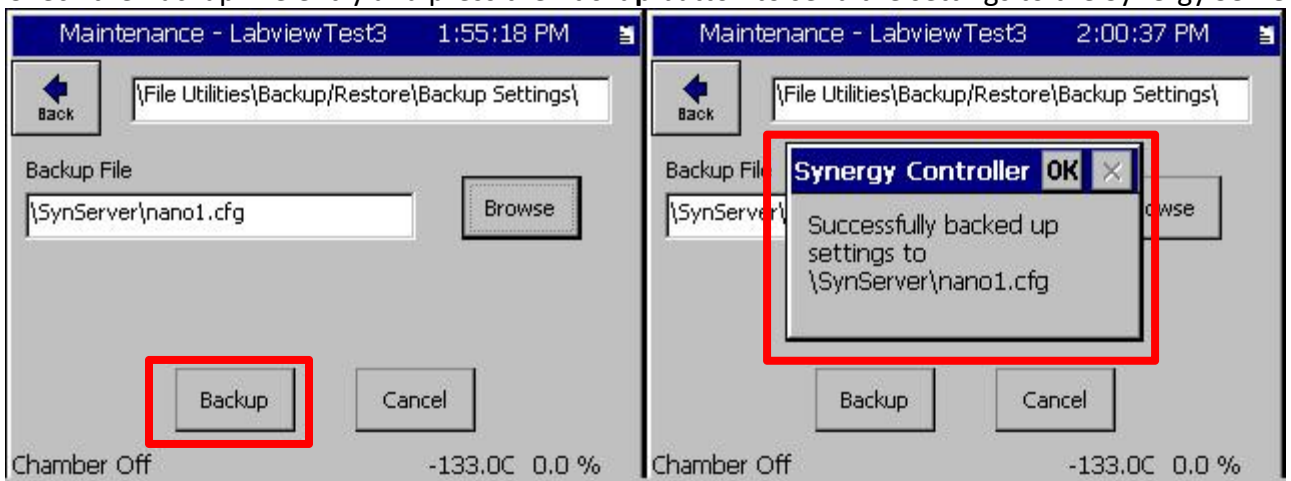 Maintenance - LabviewTest3 1:55:18 PM
Back
\File Utilities\Backup/Restore\Backup Settings\
Backup File
\SynServer\nano1.cfg
Browse
Backup
Cancel
Chamber Off -133.0C 0.0 %
Maintenance - LabviewTest3 2:00:37 PM
Back
\File Utilities\Backup/Restore\Backup Settings\
Backup File
\SynServer\
Synergy Controller OK
Successfully backed up
settings to
\SynServer\nano1.cfg
Backup
Cancel
Chamber Off -133.0C 0.0 %